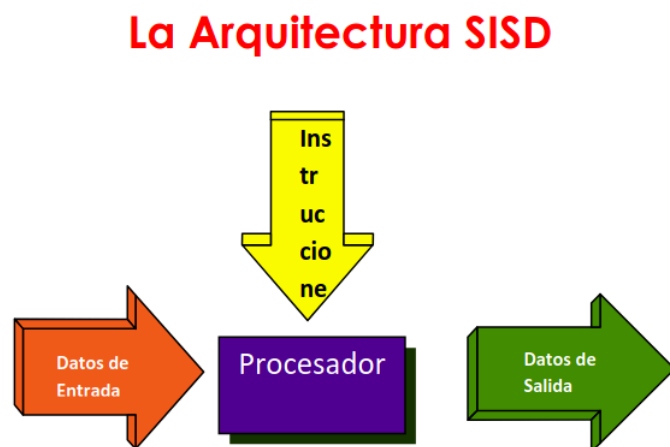 La Arquitectura SISD
Ins
tr
uc
cio
ne
Datos de
Entrada
Procesador
Datos de
Salida